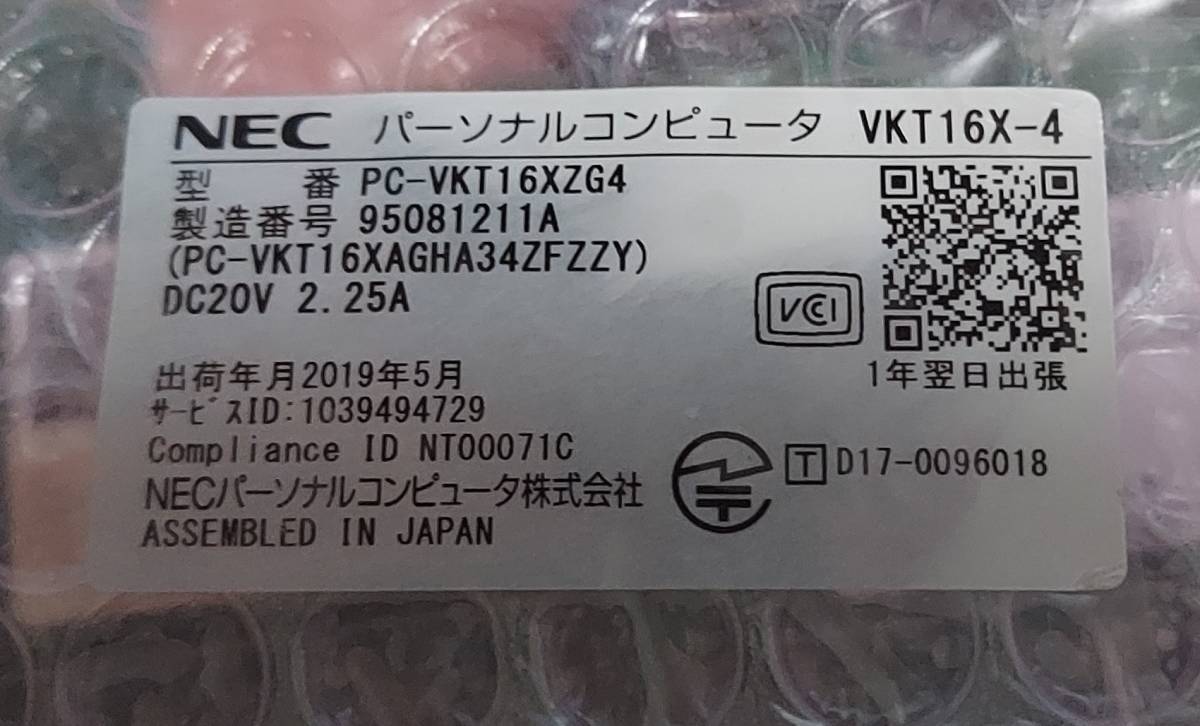 NEC パーソナルコンピュータ VKT16X-4
型 番 PC-VKT16XZG4
製造番号 95081211A
(PC-VKT16XAGHA34ZFZZY)
DC20V 2.25A
VCI
1年翌日出張
出荷年月2019年5月
ｻｰﾋﾞｽID:1039494729
Compliance ID NT00071C
T D17-0096018
NECパーソナルコンピュータ株式会社
ASSEMBLED IN JAPAN